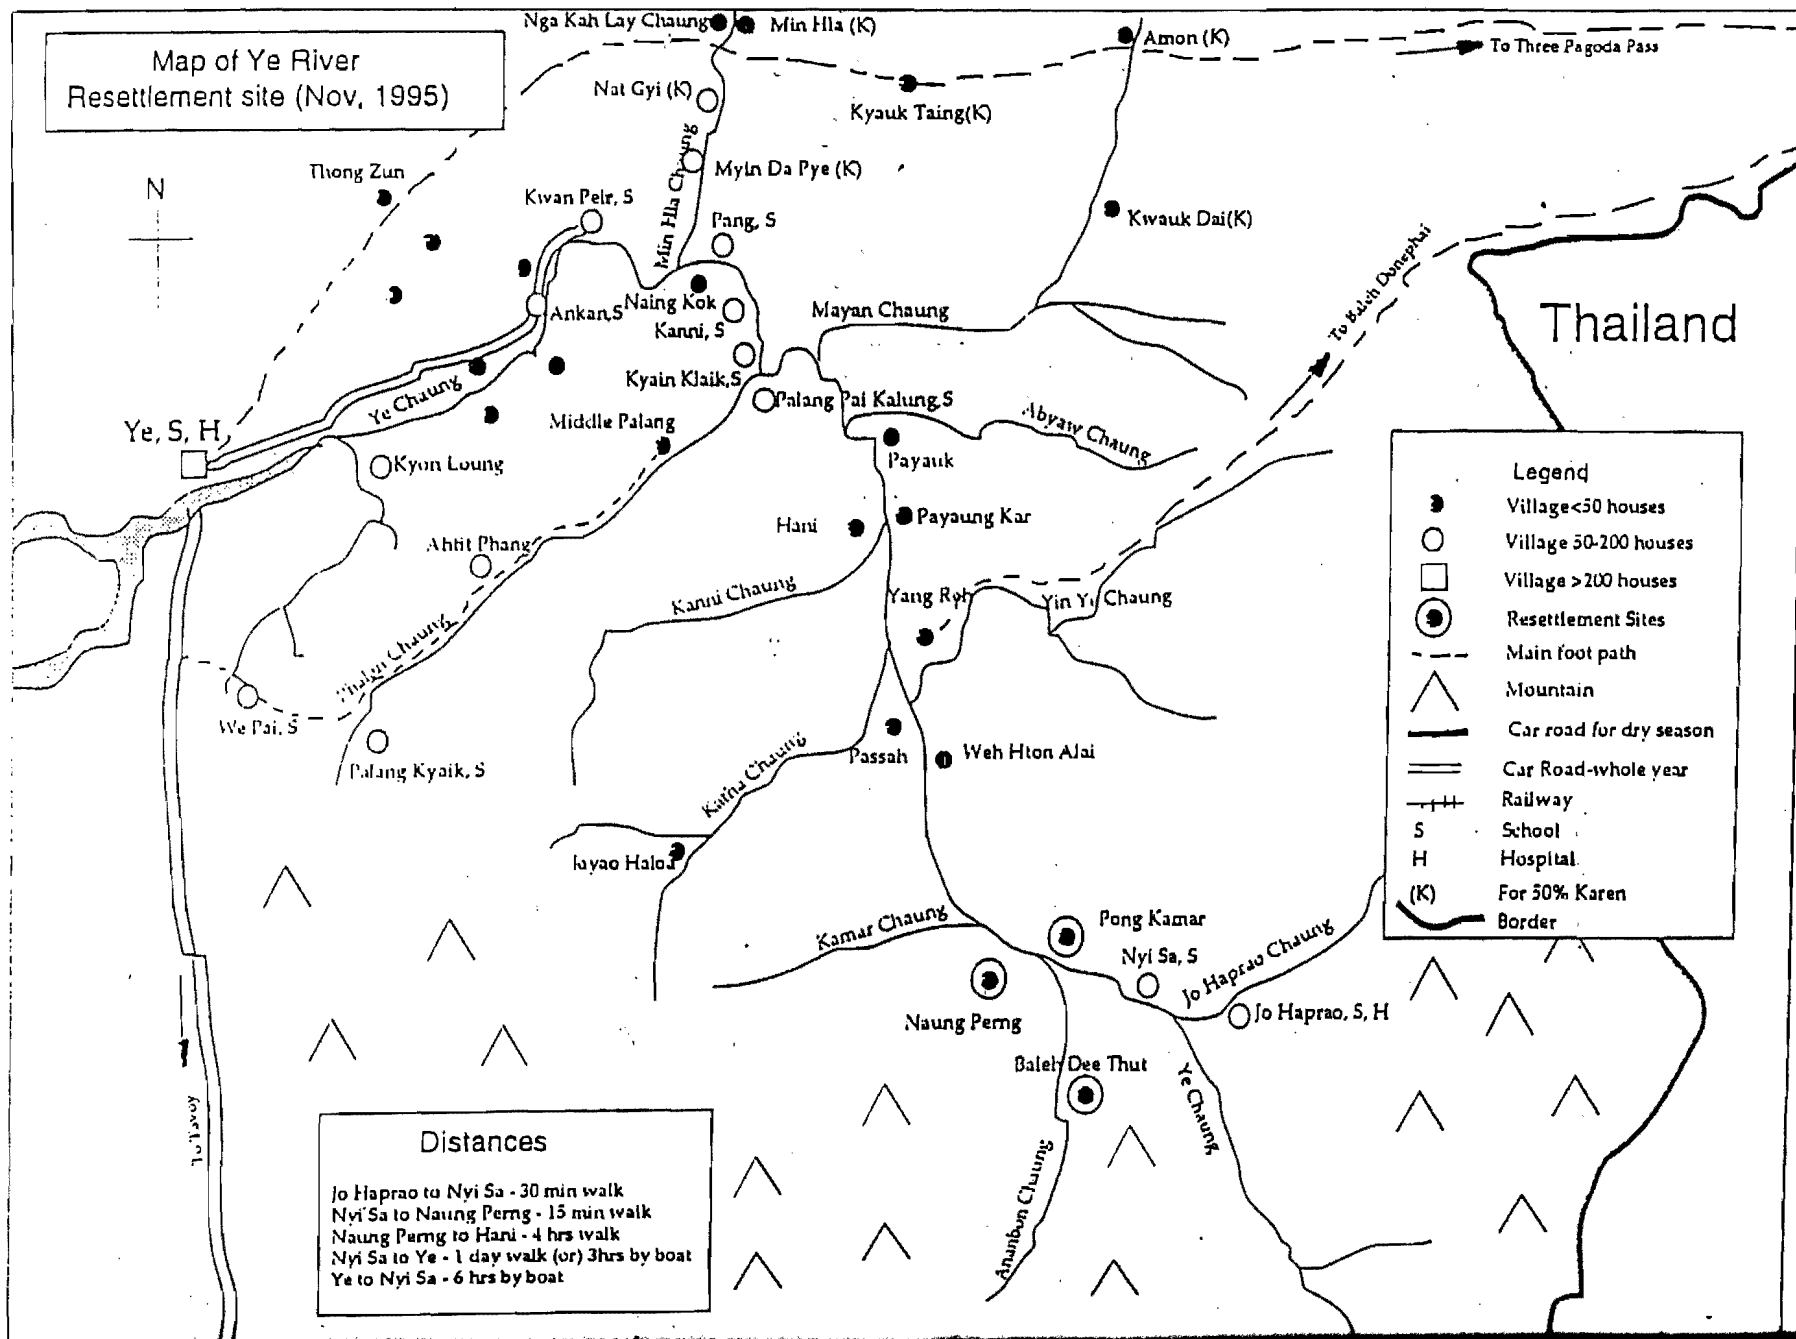 Map of Ye River
Resettlement site (Nov, 1995)
Nga Kah Lay Chaung
Min Hla (K)
Amon (K)
To Three Pagoda Pass
Nat Gyi (K)
Kyauk Taing(K)
Thong Zun
N
Myin Da Pye (K)
Min Hla Chaung
Kwan Peir, S
Pang, S
Kwauk Dai(K)
To Baleh Donephai
Ankan,S
Naing Kok
Kanni, S
Mayan Chaung
Thailand
Kyain Klaik,S
Ye Chaung
Palang Pai Kalung,S
Abyaw Chaung
Middle Palang
Ye, S, H
Kyon Loung
Payauk
Hani
Payaung Kar
Ahtit Phang
Kanni Chaung
Yang Reh
Yin Ye Chaung
Chaung
We Pai, S
Palang Kyaik, S
Passah
Weh Hton Alai
Chaung
Haloa
Kamar Chaung
Pong Kamar
Nyi Sa, S
Jo Haprao Chaung
Jo Haprao, S, H
Naung Perng
Baleh Dee Thut
Ye Chaung
Ananbon Chaung
To Tavoy
Legend
Village<50 houses
Village 50-200 houses
Village >200 houses
Resettlement Sites
Main foot path
Mountain
Car road for dry season
Car Road-whole year
Railway
S School
H Hospital
(K) For 50% Karen
Border
Distances
Jo Haprao to Nyi Sa - 30 min walk
Nyi Sa to Naung Perng - 15 min walk
Naung Perng to Hani - 4 hrs walk
Nyi Sa to Ye - 1 day walk (or) 3hrs by boat
Ye to Nyi Sa - 6 hrs by boat